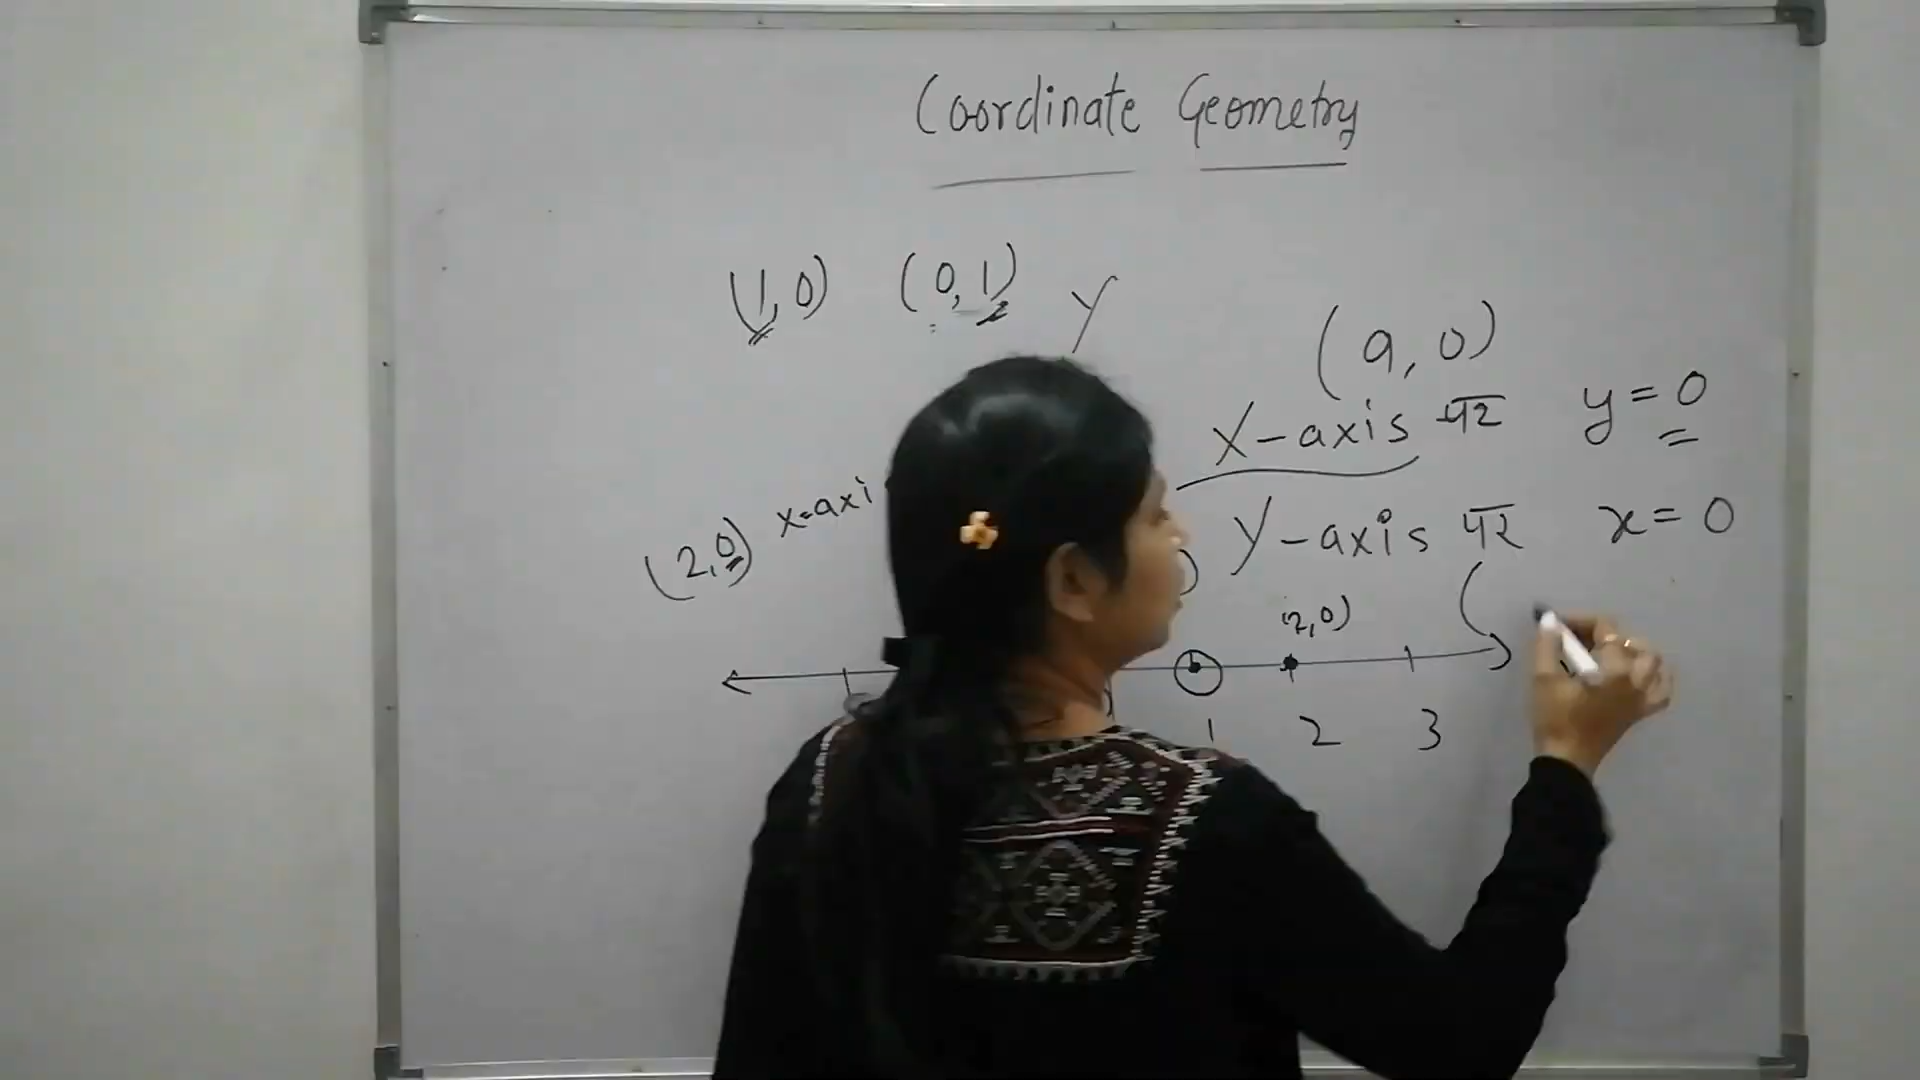 Coordinate Geometry
(1,0) (0,1) Y
(a,0)
X-axis पर y=0
(2,0) x-axi
Y-axis पर x=0
(2,0)
1 2 3